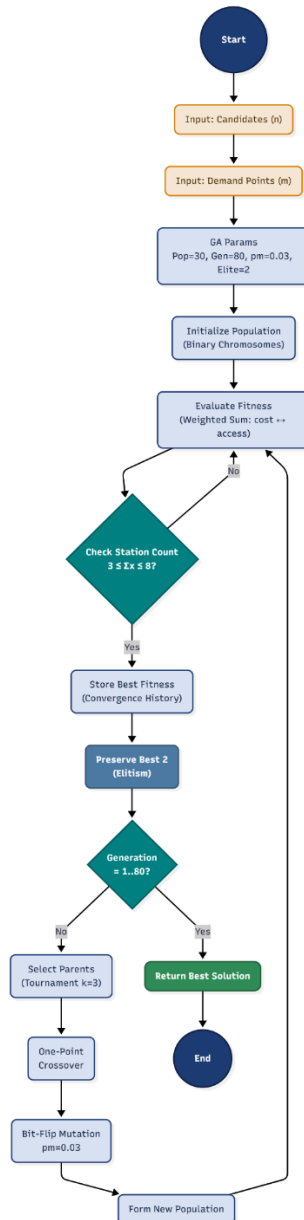 Start
Input: Candidates (n)
Input: Demand Points (m)
GA Params
Pop=30, Gen=80, pm=0.03,
Elite=2
Initialize Population
(Binary Chromosomes)
Evaluate Fitness
(Weighted Sum: cost ↔
access)
No
Check Station Count
3 ≤ Σx ≤ 8?
Yes
Store Best Fitness
(Convergence History)
Preserve Best 2
(Elitism)
Generation
= 1..80?
No
Yes
Select Parents
(Tournament k=3)
Return Best Solution
One-Point
Crossover
End
Bit-Flip Mutation
pm=0.03
Form New Population